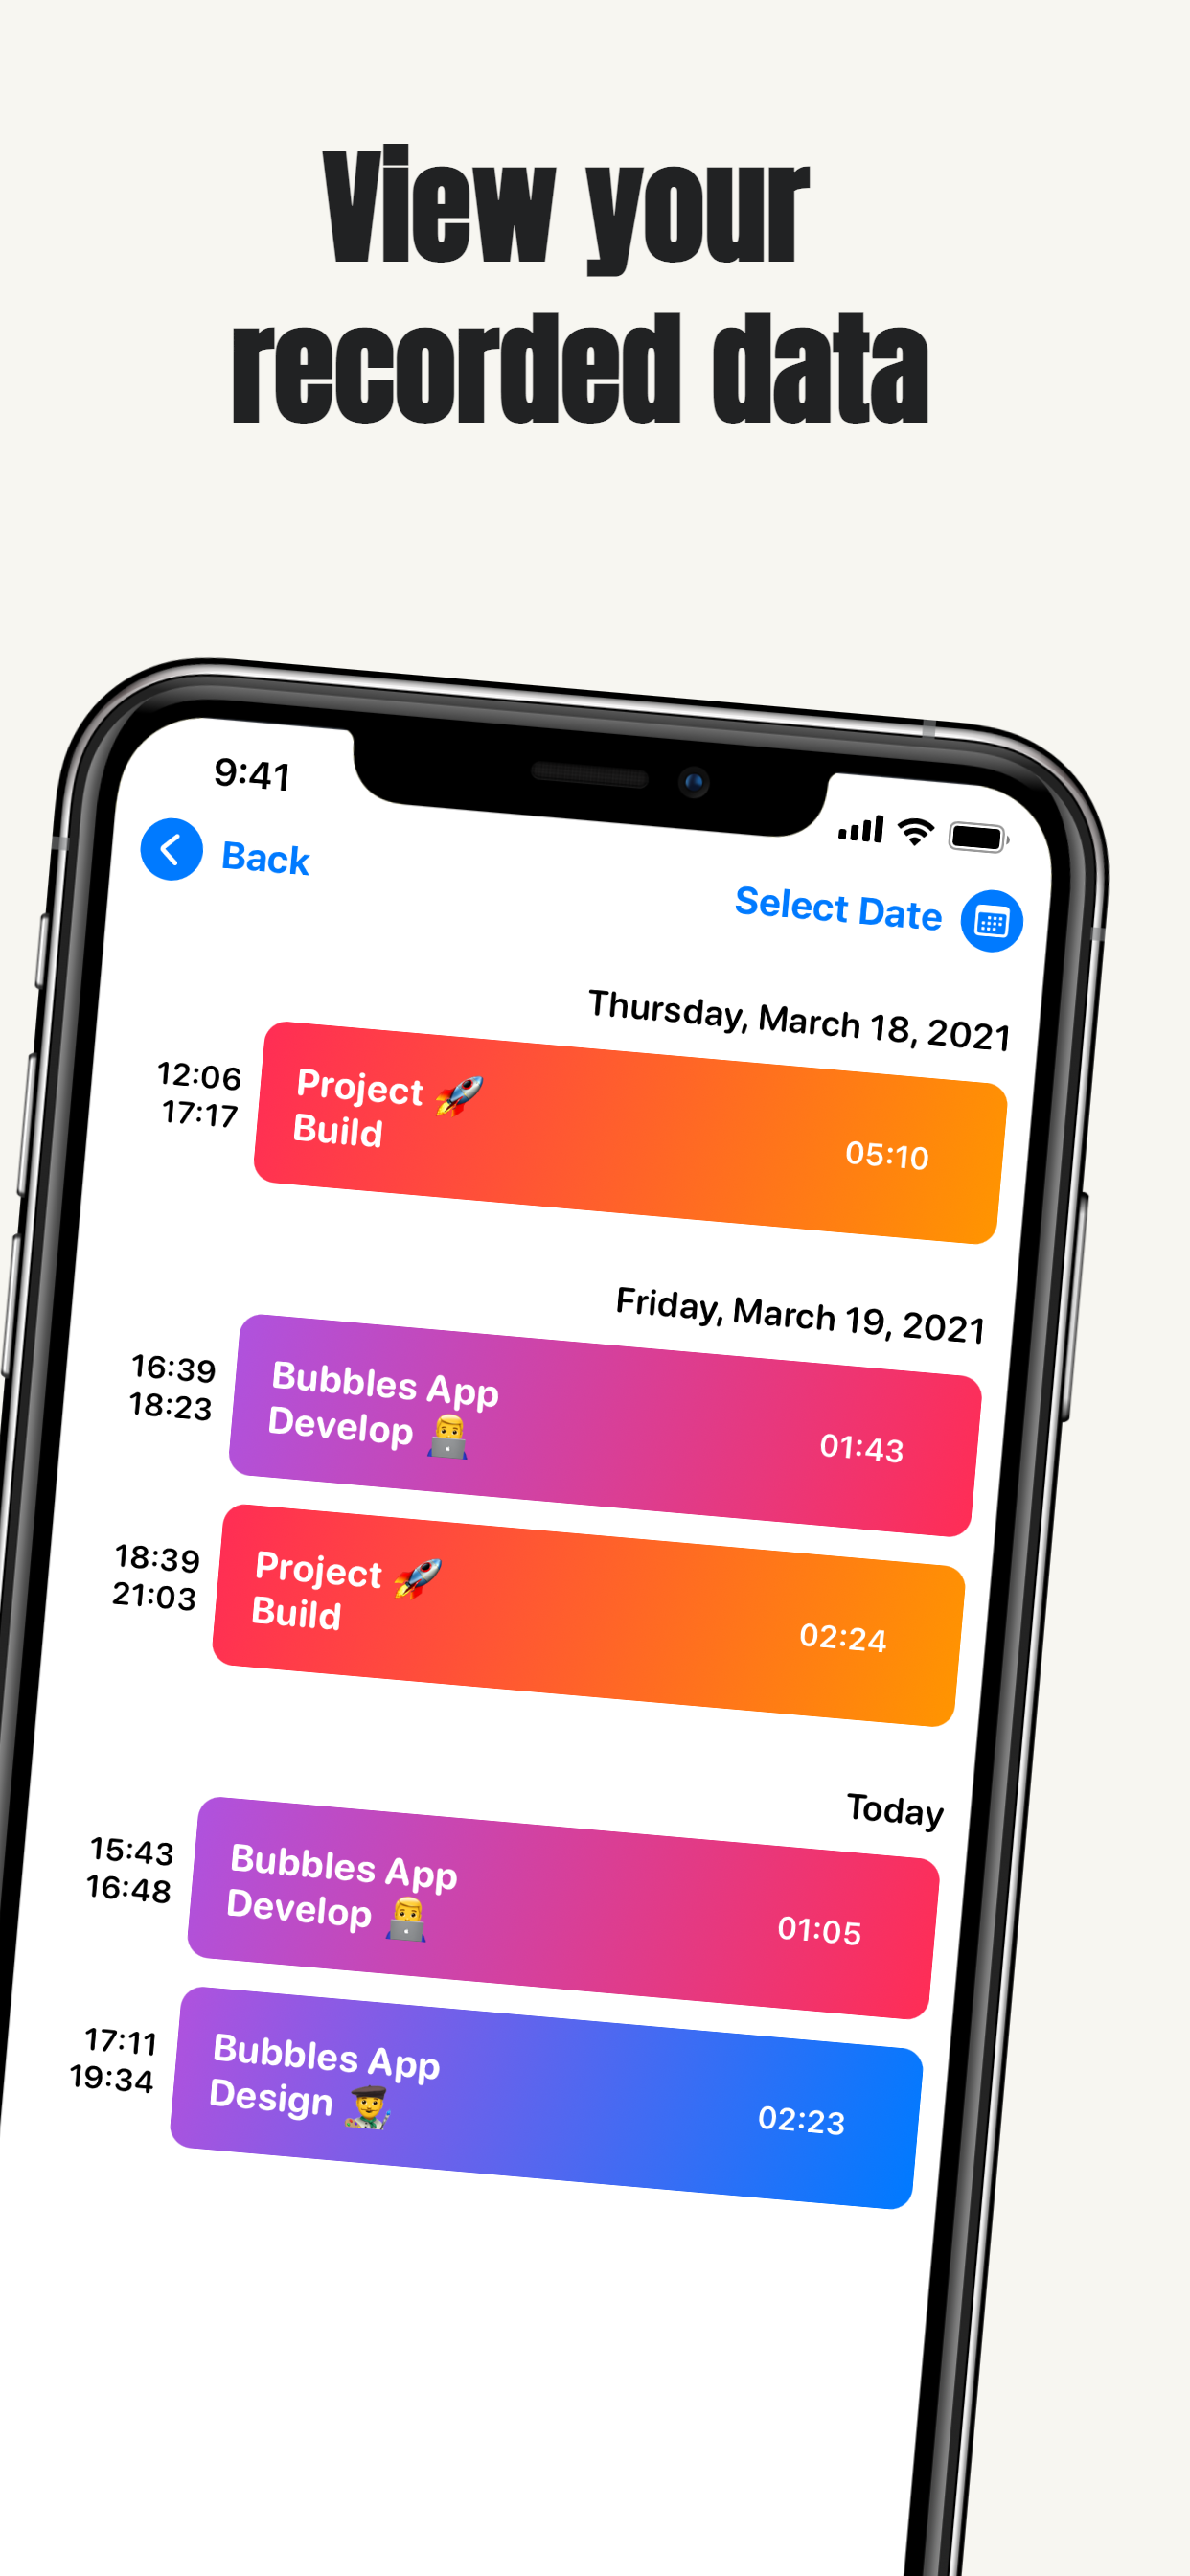 View your
recorded data
9:41
Back
Select Date
Thursday, March 18, 2021
12:06
17:17
Project 🚀
Build
05:10
Friday, March 19, 2021
16:39
18:23
Bubbles App
Develop 👨‍💻
01:43
18:39
21:03
Project 🚀
Build
02:24
Today
15:43
16:48
Bubbles App
Develop 👨‍💻
01:05
17:11
19:34
Bubbles App
Design 👨‍🎨
02:23